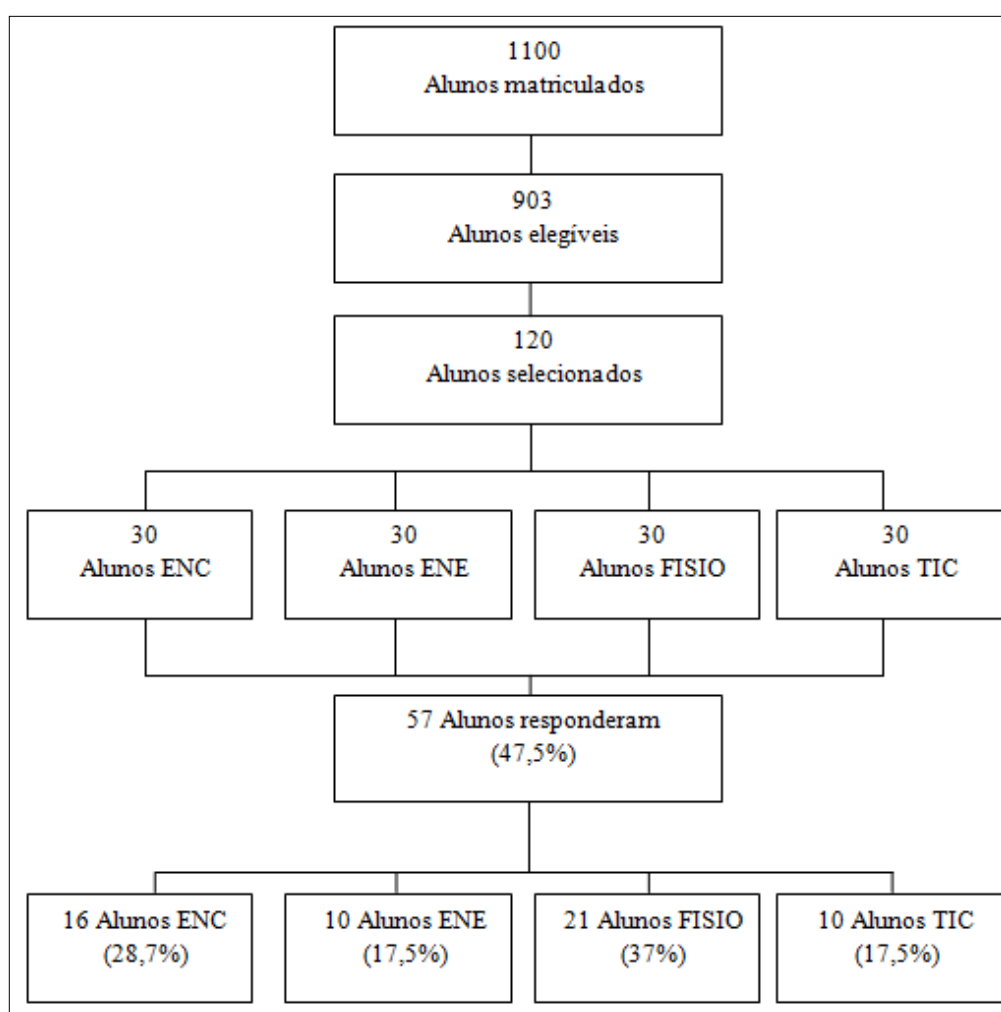 1100
Alunos matriculados
903
Alunos elegíveis
120
Alunos selecionados
30
Alunos ENC
30
Alunos ENE
30
Alunos FISIO
30
Alunos TIC
57 Alunos responderam
(47,5%)
16 Alunos ENC
(28,7%)
10 Alunos ENE
(17,5%)
21 Alunos FISIO
(37%)
10 Alunos TIC
(17,5%)